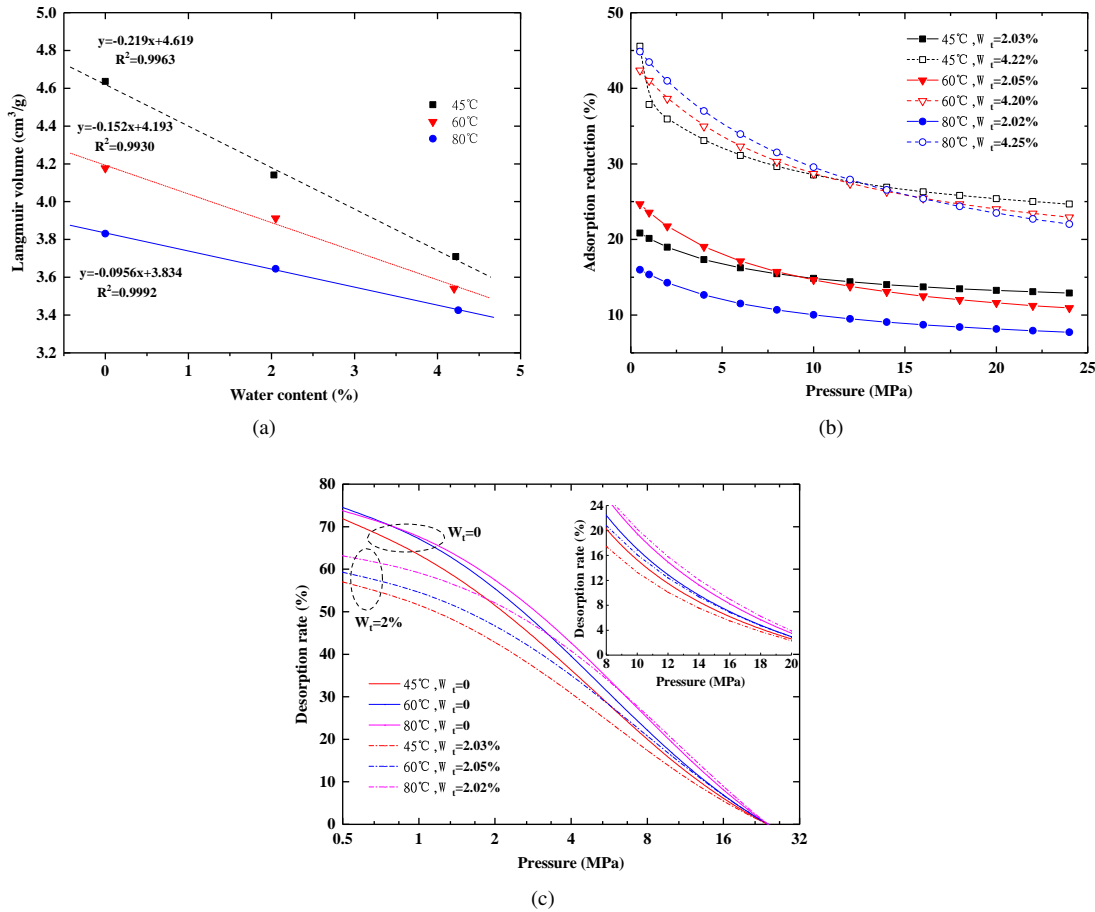 5.0
4.8
4.6
4.4
4.2
4.0
3.8
3.6
3.4
3.2
Langmuir volume (cm³/g)
y=-0.219x+4.619
R²=0.9963
y=-0.152x+4.193
R²=0.9930
y=-0.0956x+3.834
R²=0.9992
45℃
60℃
80℃
0 1 2 3 4 5
Water content (%)
(a)
50
40
30
20
10
Adsorption reduction (%)
45℃,Wt=2.03%
45℃,Wt=4.22%
60℃,Wt=2.05%
60℃,Wt=4.20%
80℃,Wt=2.02%
80℃,Wt=4.25%
0 5 10 15 20 25
Pressure (MPa)
(b)
80
70
60
50
40
30
20
10
0
Desorption rate (%)
Wt=0
Wt=2%
45℃,Wt=0
60℃,Wt=0
80℃,Wt=0
45℃,Wt=2.03%
60℃,Wt=2.05%
80℃,Wt=2.02%
0.5 1 2 4 8 16 32
Pressure (MPa)
24
20
16
12
8
4
0
Desorption rate (%)
8 10 12 14 16 18 20
Pressure (MPa)
(c)